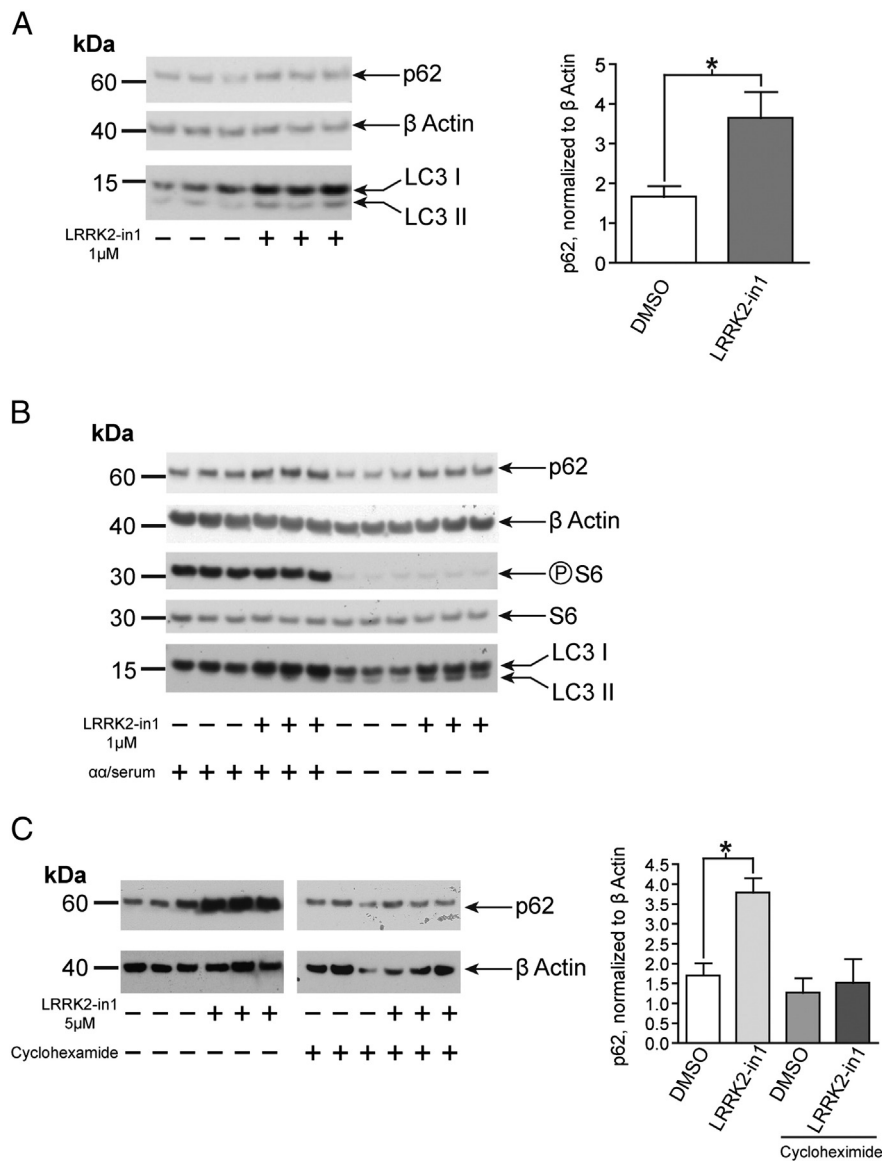 A
kDa
60
p62
40
β Actin
15
LC3 I
LC3 II
LRRK2-in1
1µM
− − − + + +
p62, normalized to β Actin
5
4
3
2
1
0
*
DMSO
LRRK2-in1
B
kDa
60
p62
40
β Actin
30
Ⓟ S6
30
S6
15
LC3 I
LC3 II
LRRK2-in1
1µM
− − − + + + − − − + + +
αα/serum
+ + + + + + − − − − − −
C
kDa
60
p62
40
β Actin
LRRK2-in1
5µM
− − − + + + − − − + + +
Cyclohexamide
− − − − − − + + + + + +
p62, normalized to β Actin
4.5
4.0
3.5
3.0
2.5
2.0
1.5
1.0
0.5
0.0
*
DMSO
LRRK2-in1
DMSO
LRRK2-in1
Cycloheximide